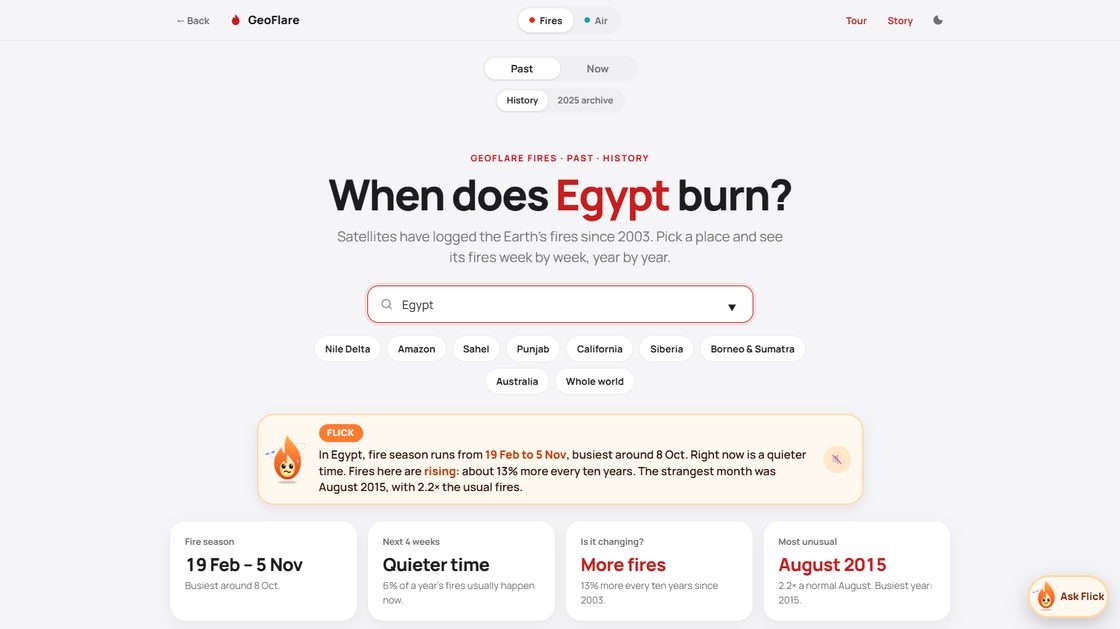 ← Back
GeoFlare
Fires
Air
Tour
Story
Past
Now
History
2025 archive
GEOFLARE FIRES · PAST · HISTORY
When does Egypt burn?
Satellites have logged the Earth's fires since 2003. Pick a place and see
its fires week by week, year by year.
Egypt
Nile Delta
Amazon
Sahel
Punjab
California
Siberia
Borneo & Sumatra
Australia
Whole world
FLICK
In Egypt, fire season runs from 19 Feb to 5 Nov, busiest around 8 Oct. Right now is a quieter
time. Fires here are rising: about 13% more every ten years. The strangest month was
August 2015, with 2.2× the usual fires.
Fire season
19 Feb – 5 Nov
Busiest around 8 Oct.
Next 4 weeks
Quieter time
6% of a year's fires usually happen
now.
Is it changing?
More fires
13% more every ten years since
2003.
Most unusual
August 2015
2.2× a normal August. Busiest year:
2015.
Ask Flick